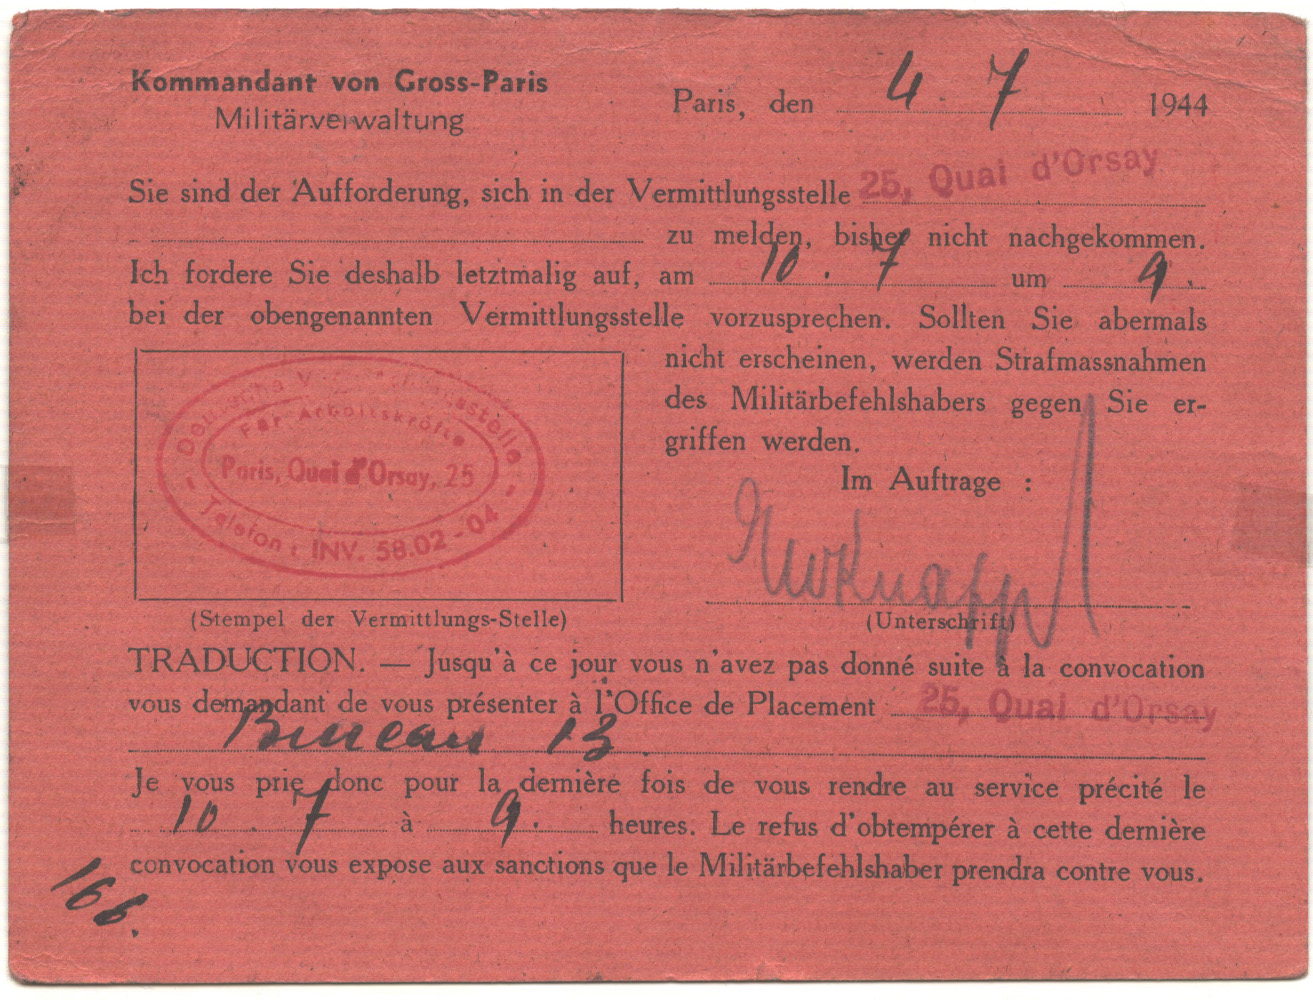 Kommandant von Gross-Paris
Militärverwaltung
Paris, den 4. 7 1944
Sie sind der Aufforderung, sich in der Vermittlungsstelle 25, Quai d'Orsay
zu melden, bisher nicht nachgekommen.
Ich fordere Sie deshalb letztmalig auf, am 10. 7 um 9.
bei der obengenannten Vermittlungsstelle vorzusprechen. Sollten Sie abermals
nicht erscheinen, werden Strafmassnahmen
des Militärbefehlshabers gegen Sie er-
griffen werden.
Im Auftrage :
Deutsche Vermittlungsstelle
Für Arbeitskräfte
Paris, Quai d'Orsay, 25
- Telefon : INV. 58.02 - 04 -
(Stempel der Vermittlungs-Stelle)
(Unterschrift)
TRADUCTION. — Jusqu'à ce jour vous n'avez pas donné suite à la convocation
vous demandant de vous présenter à l'Office de Placement 25, Quai d'Orsay
Bureau 13.
Je vous prie donc pour la dernière fois de vous rendre au service précité le
10. 7 à 9. heures. Le refus d'obtempérer à cette dernière
convocation vous expose aux sanctions que le Militärbefehlshaber prendra contre vous.